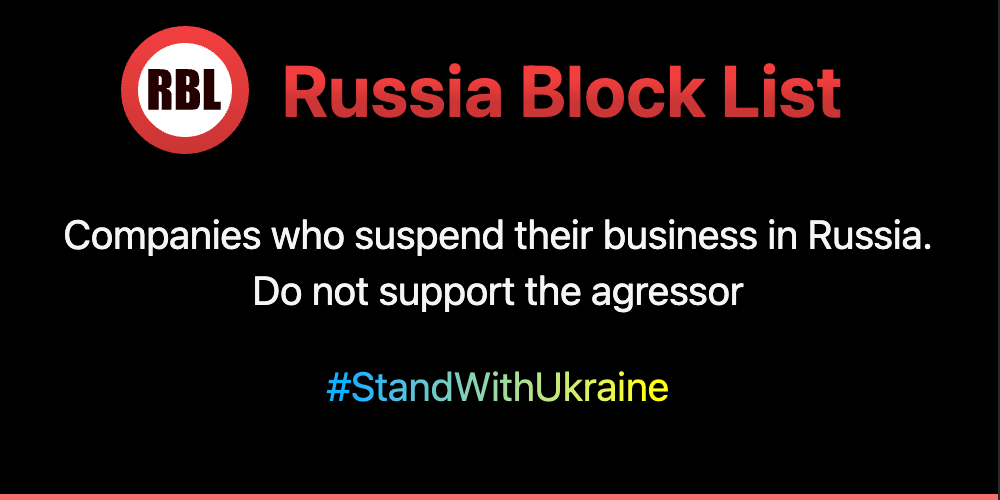 RBL
Russia Block List
Companies who suspend their business in Russia.
Do not support the agressor
#StandWithUkraine